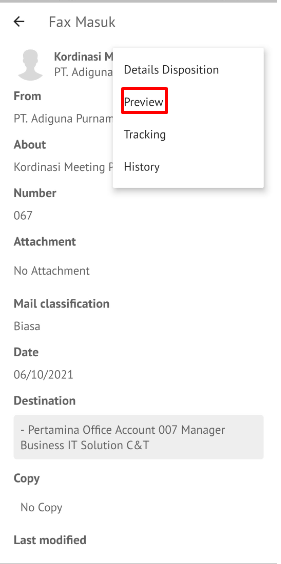 Fax Masuk
Kordinasi M
PT. Adiguna
Details Disposition
Preview
Tracking
History
From
PT. Adiguna Purnam
About
Kordinasi Meeting P
Number
067
Attachment
No Attachment
Mail classification
Biasa
Date
06/10/2021
Destination
- Pertamina Office Account 007 Manager
Business IT Solution C&T
Copy
No Copy
Last modified